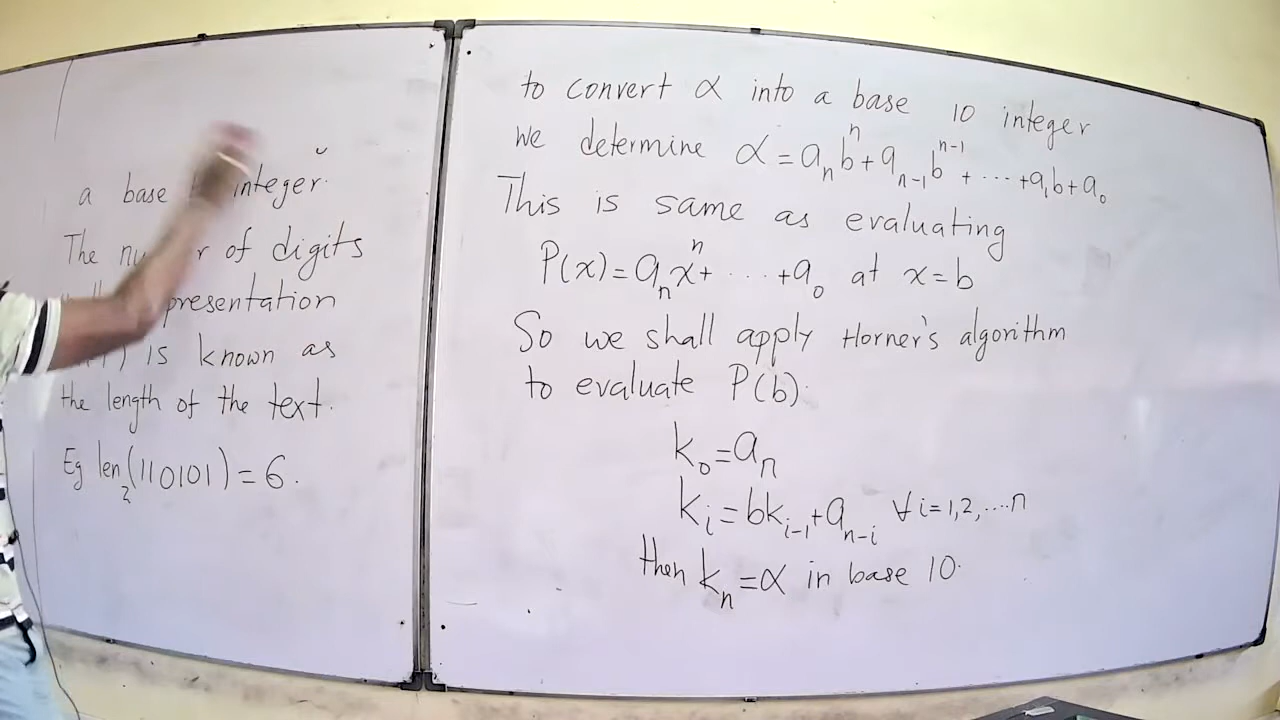 a base integer.
The of digits
presentation
is known as
the length of the text.
Eg len₂(110101) = 6.
to convert α into a base 10 integer
we determine α = aₙbⁿ + aₙ₋₁bⁿ⁻¹ + ⋯ + a₁b + a₀
This is same as evaluating
P(x) = aₙxⁿ + ⋯ + a₀ at x = b
So we shall apply Horner's algorithm
to evaluate P(b).
k₀ = aₙ
kᵢ = bkᵢ₋₁ + aₙ₋ᵢ ∀ i = 1, 2, ....n
then kₙ = α in base 10.